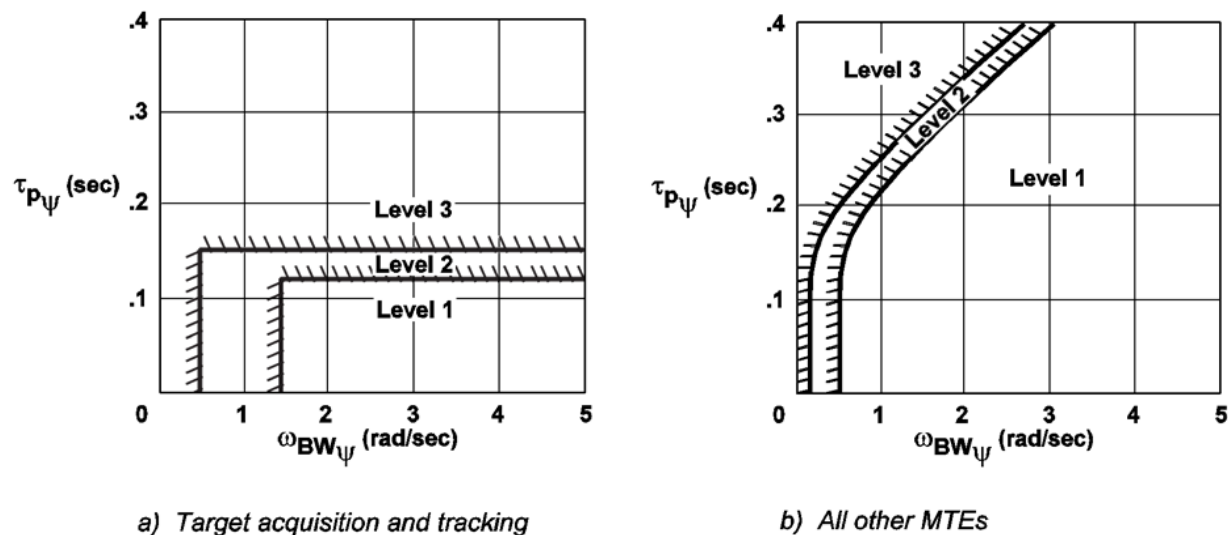 .4
.3
τpψ (sec)
.2
.1
0
1
2
3
4
5
ωBWψ (rad/sec)
Level 3
Level 2
Level 1
a) Target acquisition and tracking
.4
.3
τpψ (sec)
.2
.1
0
1
2
3
4
5
ωBWψ (rad/sec)
Level 3
Level 2
Level 1
b) All other MTEs